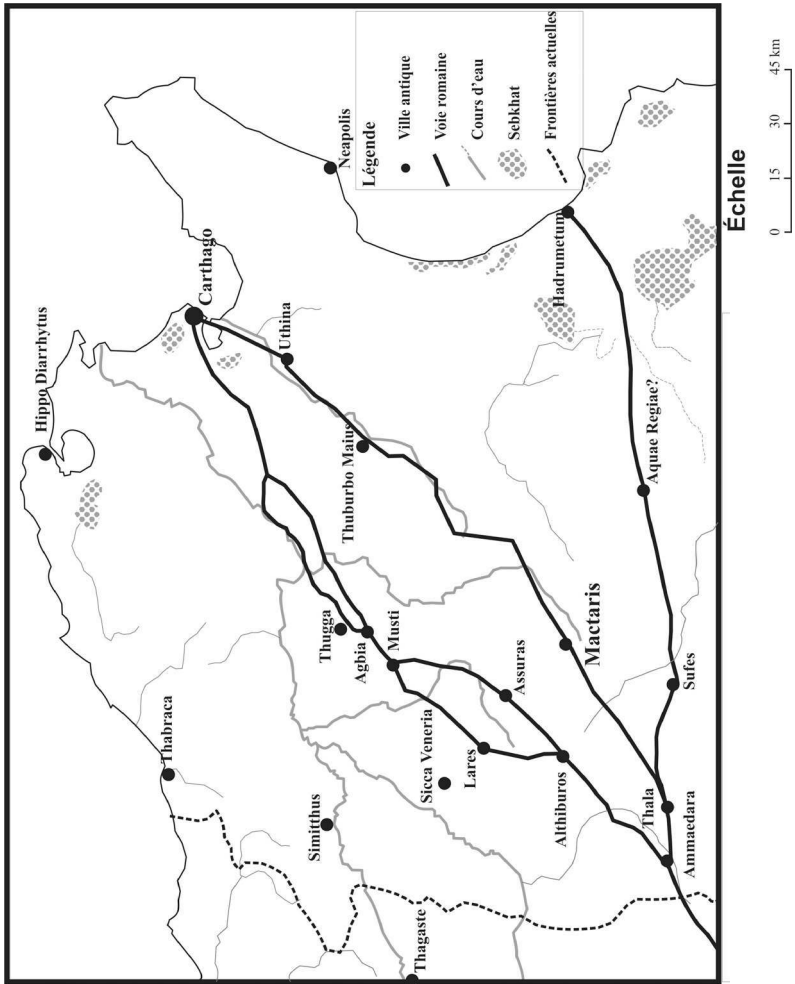 Hippo Diarrhytus
Carthago
Neapolis
Uthina
Thuburbo Maius
Thabraca
Thugga
Agbia
Musti
Simitthus
Sicca Veneria
Lares
Assuras
Thagaste
Althiburos
Mactaris
Hadrumetum
Aquae Regiae?
Sufes
Thala
Ammaedara
Légende
Ville antique
Voie romaine
Cours d'eau
Sebkhat
Frontières actuelles
Échelle
0 15 30 45 km